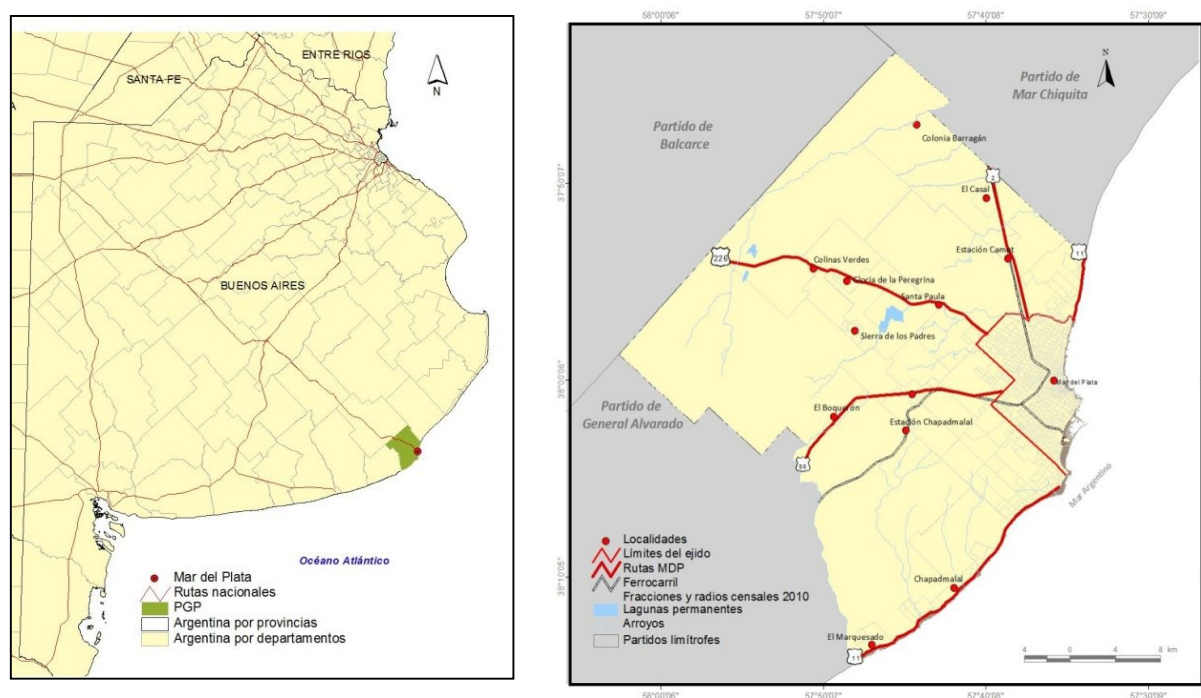 ENTRE RIOS
SANTA FE
N
A
BUENOS AIRES
Océano Atlántico
Mar del Plata
Rutas nacionales
PGP
Argentina por provincias
Argentina por departamentos
58°00'06"
57°50'07"
57°40'08"
57°30'09"
Partido de
Mar Chiquita
N
Partido de
Balcarce
Colonia Barragán
2
37°50'07"
El Casal
Estación Camet
11
226
Colinas Verdes
Gloria de la Peregrina
Santa Paula
Sierra de los Padres
38°00'06"
Mar del Plata
Partido de
General Alvarado
El Boquerón
Estación Chapadmalal
88
Mar Argentino
Localidades
Límites del ejido
Rutas MDP
Ferrocarril
Fracciones y radios censales 2010
Lagunas permanentes
Arroyos
Partidos limítrofes
38°10'05"
Chapadmalal
El Marquesado
11
4 0 4 8 km
58°00'06"
57°50'07"
57°40'08"
57°30'09"